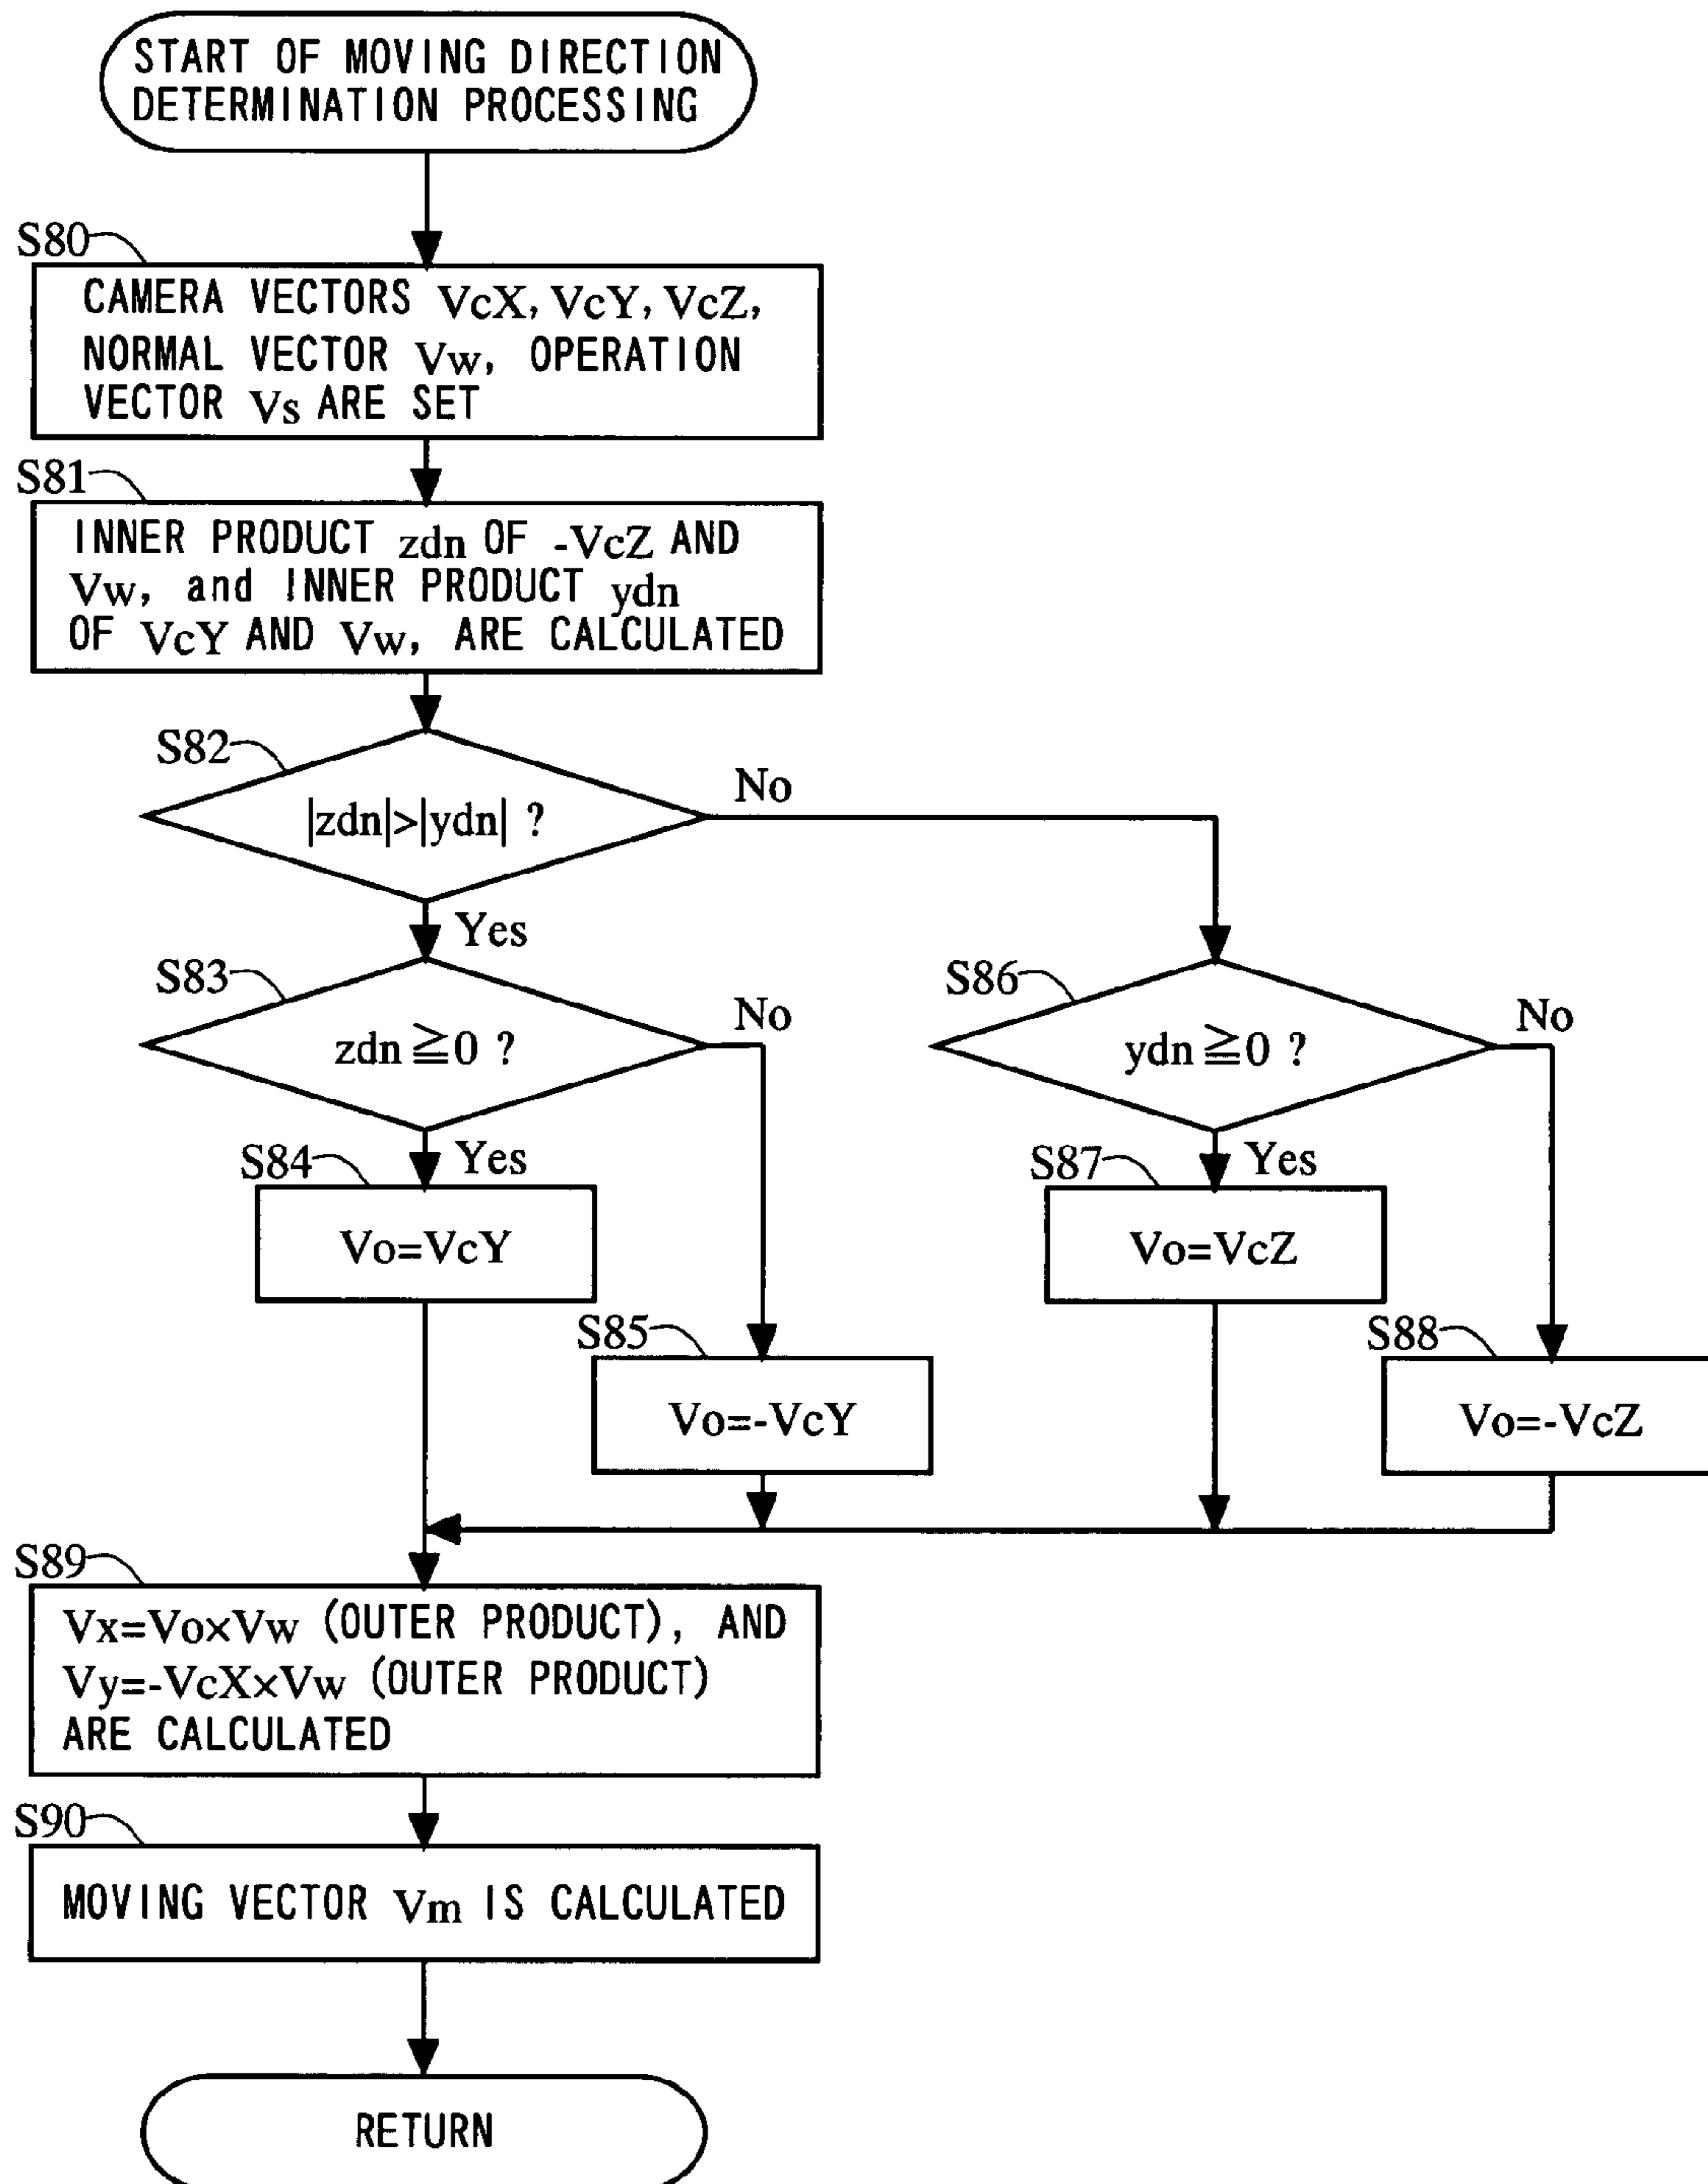 START OF MOVING DIRECTION
DETERMINATION PROCESSING
S80
CAMERA VECTORS VcX, VcY, VcZ,
NORMAL VECTOR Vw, OPERATION
VECTOR Vs ARE SET
S81
INNER PRODUCT zdn OF -VcZ AND
Vw, and INNER PRODUCT ydn
OF VcY AND Vw, ARE CALCULATED
S82
|zdn|>|ydn| ?
No
Yes
S83
zdn≧0 ?
No
S86
ydn≧0 ?
No
Yes
S84
Vo=VcY
Yes
S87
Vo=VcZ
S85
Vo=-VcY
S88
Vo=-VcZ
S89
Vx=Vo×Vw (OUTER PRODUCT), AND
Vy=-VcX×Vw (OUTER PRODUCT)
ARE CALCULATED
S90
MOVING VECTOR Vm IS CALCULATED
RETURN